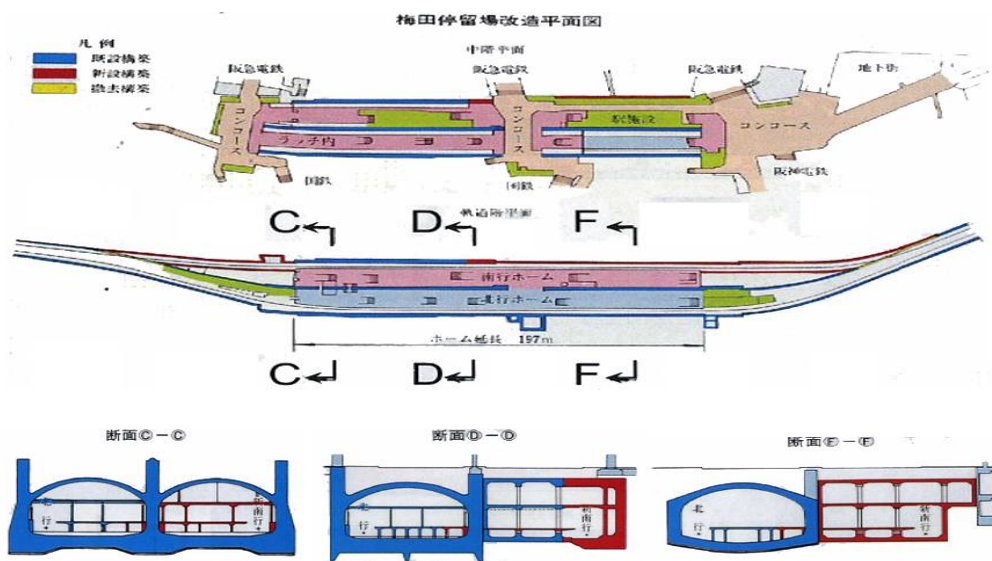 梅田停留場改造平面図
凡例
既設構築
新設構築
撤去構築
中階平面
阪急電鉄
阪急電鉄
阪急電鉄
地下街
コンコース
ラッチ内
コンコース
駅施設
コンコース
国鉄
国鉄
阪神電鉄
軌道階平面
C
D
F
南行ホーム
北行ホーム
ホーム延長 197m
C
D
F
断面Ⓒ-Ⓒ
断面Ⓓ-Ⓓ
断面Ⓕ-Ⓕ
北行
新南行
北行
新南行
北行
新南行